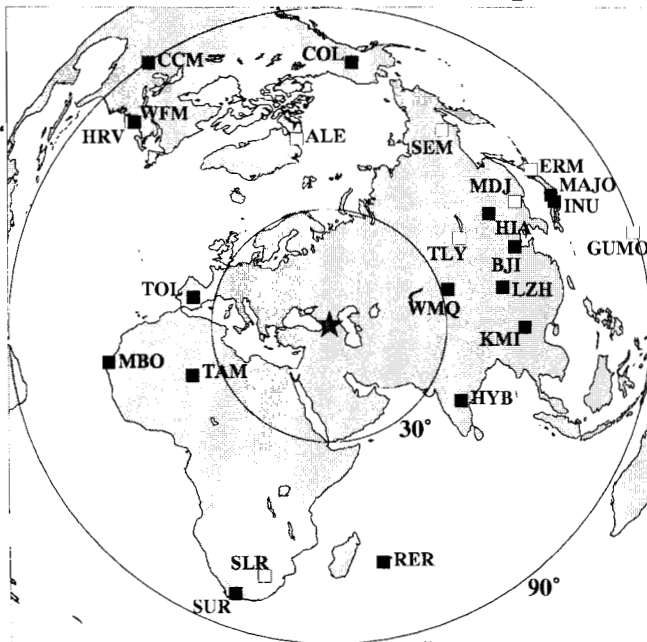 CCM
COL
WFM
HRV
ALE
SEM
ERM
MDJ
MAJO
INU
HIA
GUMO
TLY
BJI
TOL
LZH
WMQ
KMI
MBO
TAM
HYB
30°
SLR
RER
90°
SUR